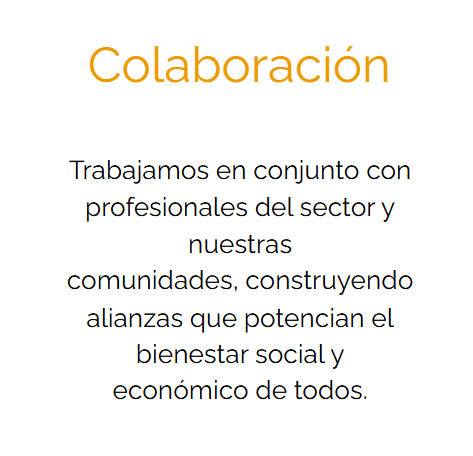 Colaboración
Trabajamos en conjunto con
profesionales del sector y
nuestras
comunidades, construyendo
alianzas que potencian el
bienestar social y
económico de todos.